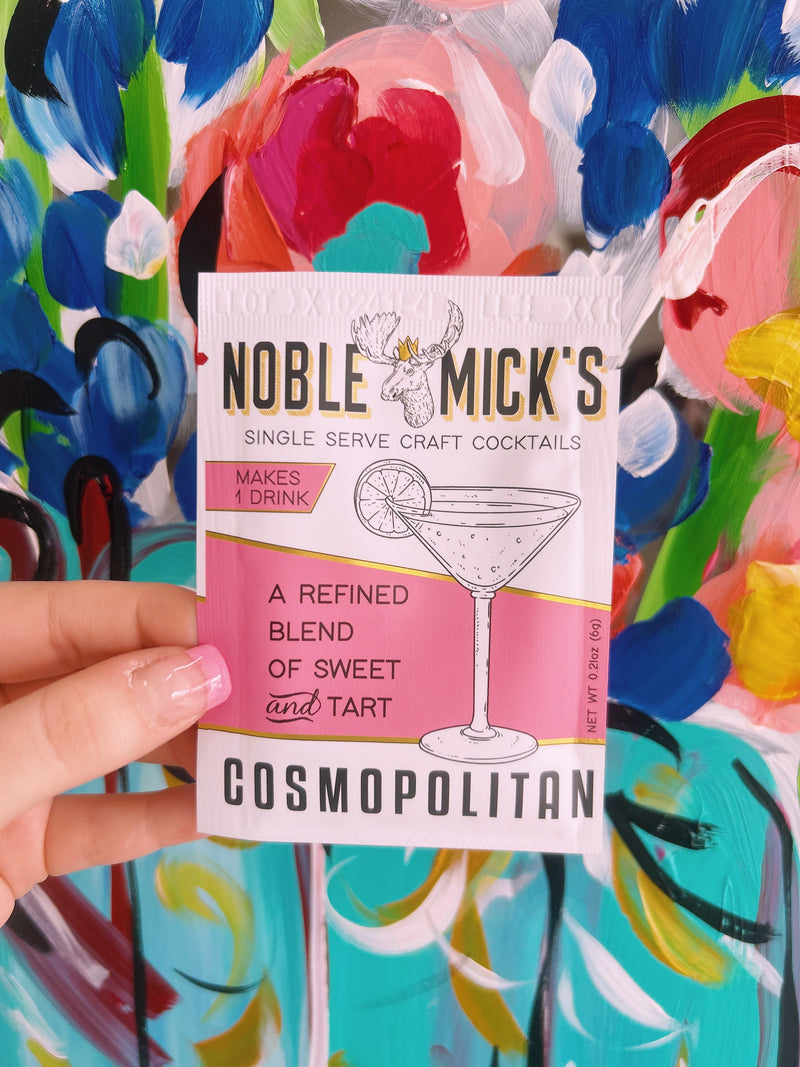 NOBLE MICK'S
SINGLE SERVE CRAFT COCKTAILS
MAKES
1 DRINK
A REFINED
BLEND
OF SWEET
and TART
NET WT 0.21oz (6g)
COSMOPOLITAN